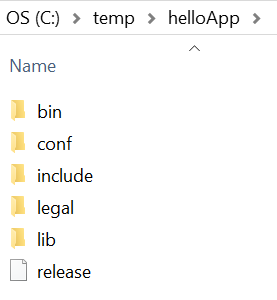 OS (C:) > temp > helloApp >
Name
bin
conf
include
legal
lib
release